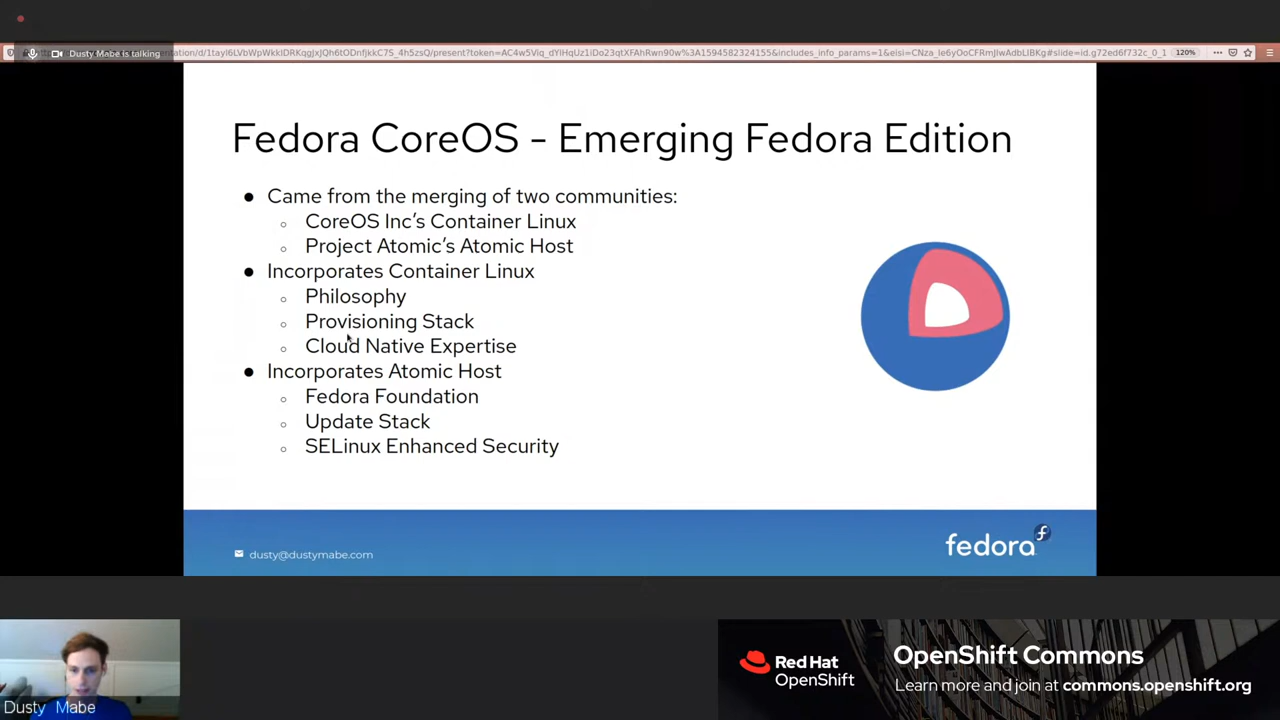 Dusty Mabe is talking
120%
Fedora CoreOS - Emerging Fedora Edition
● Came from the merging of two communities:
○ CoreOS Inc's Container Linux
○ Project Atomic's Atomic Host
● Incorporates Container Linux
○ Philosophy
○ Provisioning Stack
○ Cloud Native Expertise
● Incorporates Atomic Host
○ Fedora Foundation
○ Update Stack
○ SELinux Enhanced Security
dusty@dustymabe.com
fedora
Dusty Mabe
Red Hat
OpenShift
OpenShift Commons
Learn more and join at commons.openshift.org